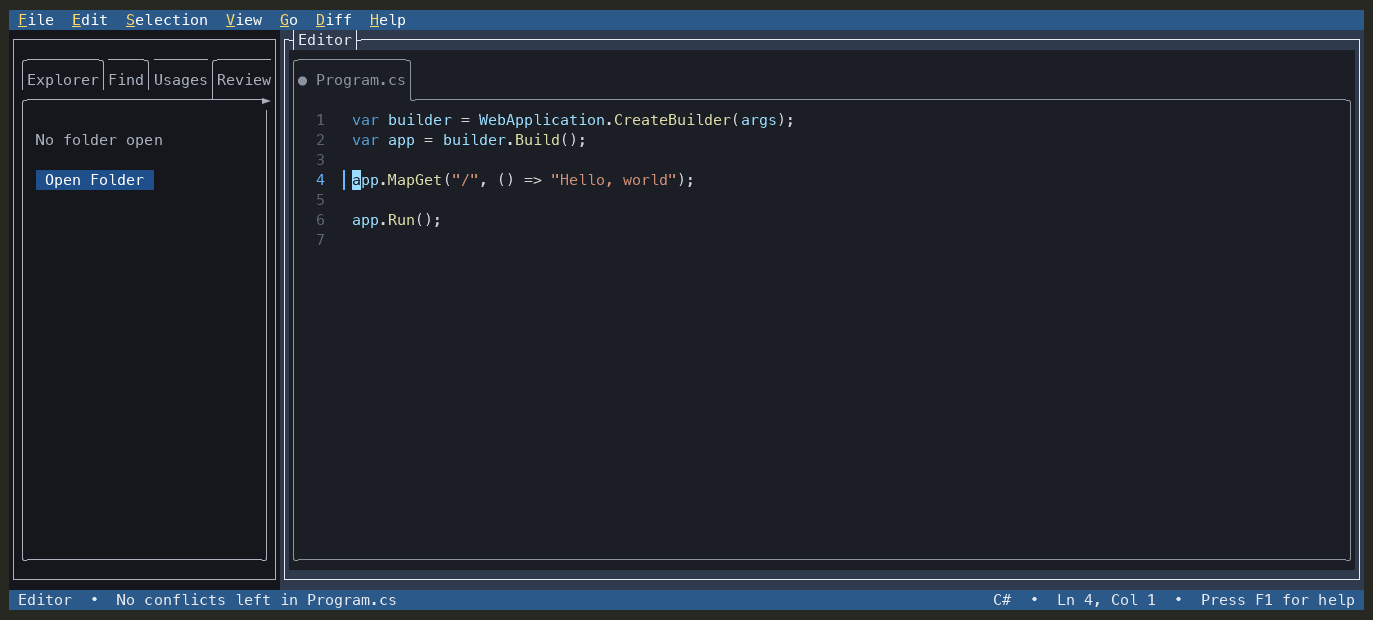 File Edit Selection View Go Diff Help
Editor
Explorer Find Usages Review
● Program.cs
No folder open
Open Folder
1 var builder = WebApplication.CreateBuilder(args);
2 var app = builder.Build();
3
4 app.MapGet("/", () => "Hello, world");
5
6 app.Run();
7
Editor • No conflicts left in Program.cs
C# • Ln 4, Col 1 • Press F1 for help